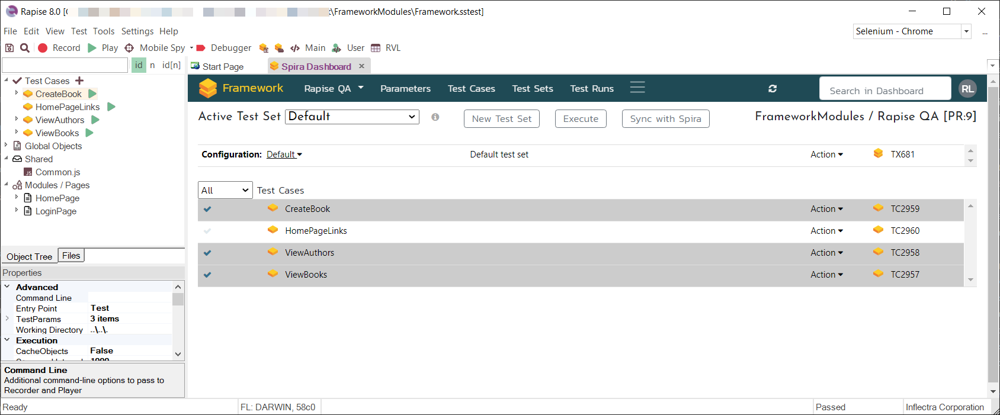 Rapise 8.0 [C \FrameworkModules\Framework.sstest]
File Edit View Test Tools Settings Help
Selenium - Chrome ...
Record Play Mobile Spy Debugger Main User RVL
id n id[n]
Start Page Spira Dashboard
Test Cases
CreateBook
HomePageLinks
ViewAuthors
ViewBooks
Global Objects
Shared
JS Common.js
Modules / Pages
HomePage
LoginPage
Object Tree Files
Properties
Advanced
Command Line
Entry Point Test
TestParams 3 items
Working Directory ..\..\.
Execution
CacheObjects False
1000
Command Line
Additional command-line options to pass to
Recorder and Player
Framework Rapise QA Parameters Test Cases Test Sets Test Runs Search in Dashboard RL
Active Test Set Default New Test Set Execute Sync with Spira FrameworkModules / Rapise QA [PR:9]
Configuration: Default Default test set Action TX681
All Test Cases
CreateBook Action TC2959
HomePageLinks Action TC2960
ViewAuthors Action TC2958
ViewBooks Action TC2957
Ready FL: DARWIN, 58c0 Passed Inflectra Corporation